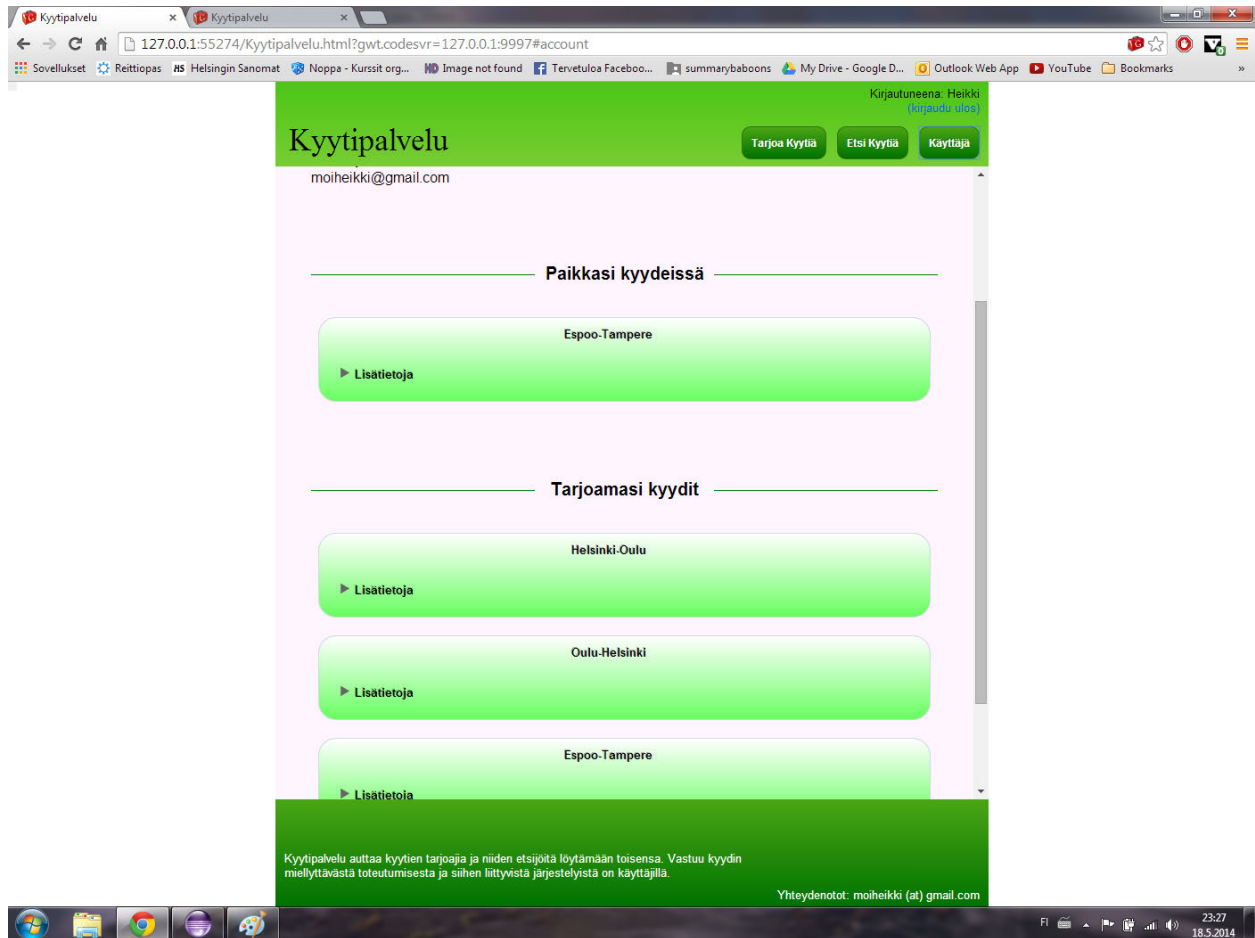 Kyytipalvelu
Kyytipalvelu
127.0.0.1:55274/Kyytipalvelu.html?gwt.codesvr=127.0.0.1:9997#account
Sovellukset Reittiopas HS Helsingin Sanomat Noppa - Kurssit org... Image not found Tervetuloa Faceboo... summarybaboons My Drive - Google D... Outlook Web App YouTube Bookmarks »
Kirjautuneena: Heikki
(kirjaudu ulos)
Kyytipalvelu
Tarjoa Kyytiä Etsi Kyytiä Käyttäjä
moiheikki@gmail.com
Paikkasi kyydeissä
Espoo-Tampere
Lisätietoja
Tarjoamasi kyydit
Helsinki-Oulu
Lisätietoja
Oulu-Helsinki
Lisätietoja
Espoo-Tampere
Lisätietoja
Kyytipalvelu auttaa kyytien tarjoajia ja niiden etsijöitä löytämään toisensa. Vastuu kyydin
miellyttävästä toteutumisesta ja siihen liittyvistä järjestelyistä on käyttäjillä.
Yhteydenotot: moiheikki (at) gmail.com
FI
23:27
18.5.2014